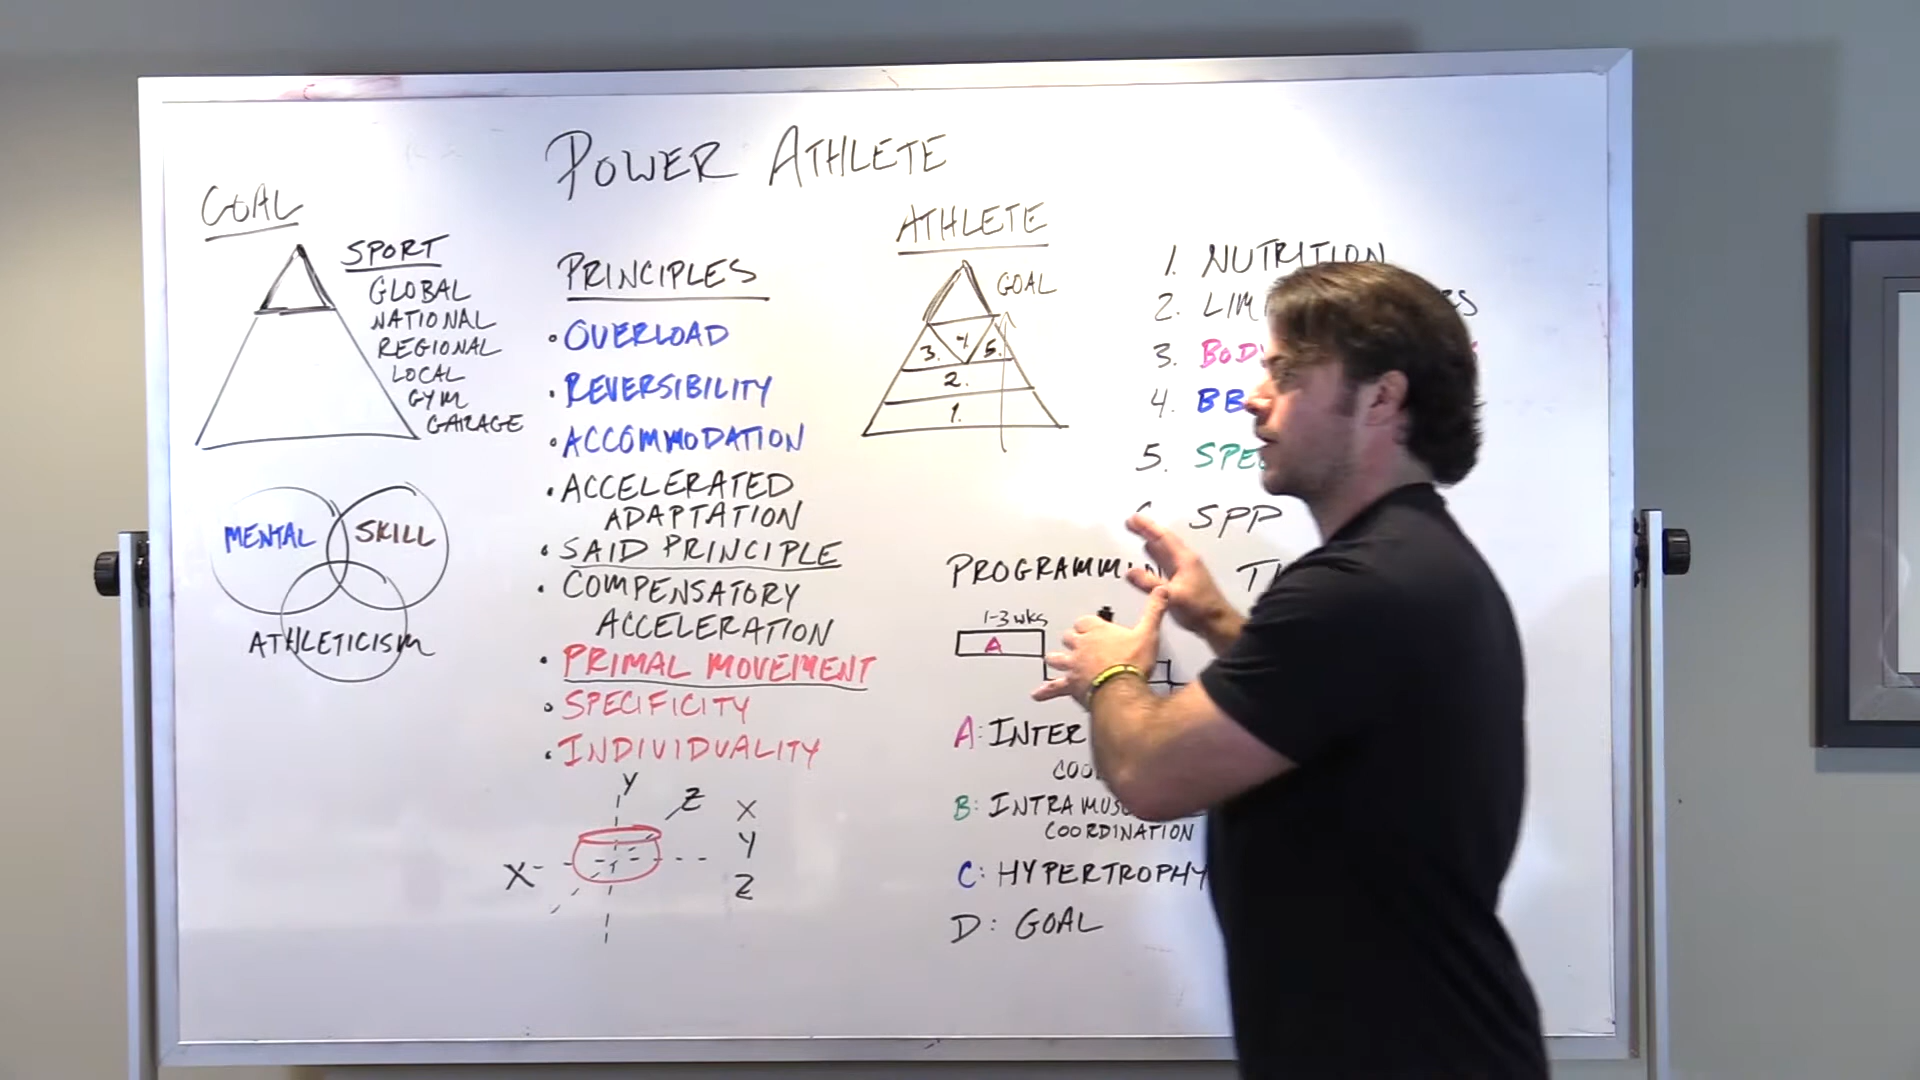 POWER ATHLETE
GOAL
SPORT
GLOBAL
NATIONAL
REGIONAL
LOCAL
GYM
GARAGE
MENTAL
SKILL
ATHLETICISM
PRINCIPLES
• OVERLOAD
• REVERSIBILITY
• ACCOMMODATION
• ACCELERATED
ADAPTATION
• SAID PRINCIPLE
• COMPENSATORY
ACCELERATION
• PRIMAL MOVEMENT
• SPECIFICITY
• INDIVIDUALITY
Y
Z
X
X
Y
Z
ATHLETE
GOAL
3. 4. 5.
2.
1.
1. NUTRITION
2.
3.
4.
5.
SPP
1-3 wks
A
A: INTER
B:
COORDINATION
C: HYPERTROPHY
D: GOAL